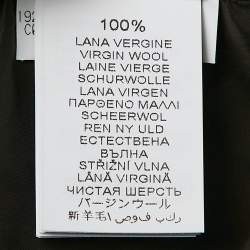 192
100%
LANA VERGINE
VIRGIN WOOL
LAINE VIERGE
SCHURWOLLE
LANA VIRGEN
ΠΑΡΘΕΝΟ ΜΑΛΛΙ
SCHEERWOL
REN NY ULD
ЕСТЕСТВЕНА
ВЪЛНА
STŘIŽNÍ VLNA
LÂNĂ VIRGINĂ
ЧИСТАЯ ШЕРСТЬ
バージンウール
新羊毛